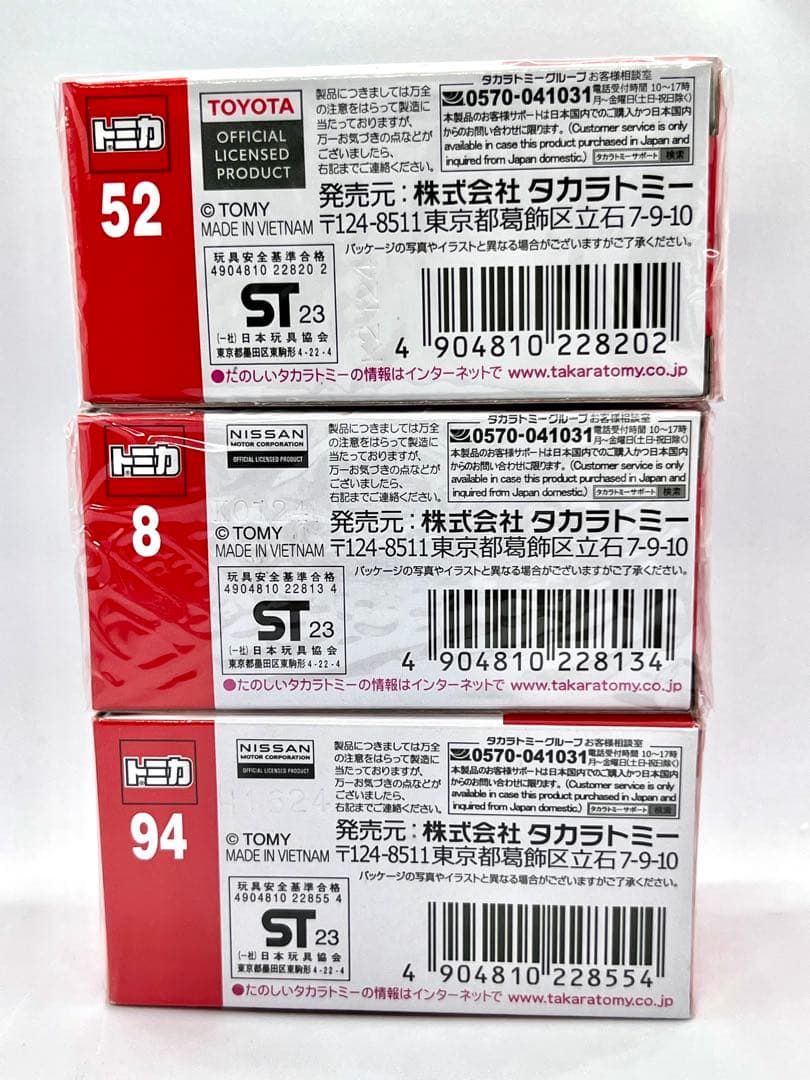 トミカ
52
TOYOTA
OFFICIAL
LICENSED
PRODUCT
製品につきましては万全
の注意をはらって製造に
当たっておりますが、
万一お気づきの点などが
ございましたら、
右記までご連絡ください。
タカラトミーグループ お客様相談室
0570-041031 電話受付時間 10〜17時
月〜金曜日(土日・祝日除く)
本製品のお客様サポートは日本国内でのご購入かつ日本国内
からのお問い合わせに限ります。(Customer service is only
available in case this product purchased in Japan and
inquired from Japan domestic.) タカラトミーサポート 検索
© TOMY
MADE IN VIETNAM
発売元:株式会社 タカラトミー
〒124-8511東京都葛飾区立石7-9-10
パッケージの写真やイラストと異なる場合がございますがご了承ください。
玩具安全基準合格
4904810 22820 2
ST 23
(一社)日本玩具協会
東京都墨田区東駒形4-22-4
4 904810 228202
●たのしいタカラトミーの情報はインターネットで www.takaratomy.co.jp
トミカ
8
NISSAN
MOTOR CORPORATION
OFFICIAL LICENSED PRODUCT
製品につきましては万全
の注意をはらって製造に
当たっておりますが、
万一お気づきの点などが
ございましたら、
右記までご連絡ください。
タカラトミーグループ お客様相談室
0570-041031 電話受付時間 10〜17時
月〜金曜日(土日・祝日除く)
本製品のお客様サポートは日本国内でのご購入かつ日本国内
からのお問い合わせに限ります。(Customer service is only
available in case this product purchased in Japan and
inquired from Japan domestic.) タカラトミーサポート 検索
© TOMY
MADE IN VIETNAM
発売元:株式会社 タカラトミー
〒124-8511東京都葛飾区立石7-9-10
パッケージの写真やイラストと異なる場合がございますがご了承ください。
玩具安全基準合格
4904810 22813 4
ST 23
(一社)日本玩具協会
東京都墨田区東駒形4-22-4
4 904810 228134
●たのしいタカラトミーの情報はインターネットで www.takaratomy.co.jp
トミカ
94
NISSAN
MOTOR CORPORATION
OFFICIAL LICENSED PRODUCT
製品につきましては万全
の注意をはらって製造に
当たっておりますが、
万一お気づきの点などが
ございましたら、
右記までご連絡ください。
タカラトミーグループ お客様相談室
0570-041031 電話受付時間 10〜17時
月〜金曜日(土日・祝日除く)
本製品のお客様サポートは日本国内でのご購入かつ日本国内
からのお問い合わせに限ります。(Customer service is only
available in case this product purchased in Japan and
inquired from Japan domestic.) タカラトミーサポート 検索
© TOMY
MADE IN VIETNAM
発売元:株式会社 タカラトミー
〒124-8511東京都葛飾区立石7-9-10
パッケージの写真やイラストと異なる場合がございますがご了承ください。
玩具安全基準合格
4904810 22855 4
ST 23
(一社)日本玩具協会
東京都墨田区東駒形4-22-4
4 904810 228554
●たのしいタカラトミーの情報はインターネットで www.takaratomy.co.jp